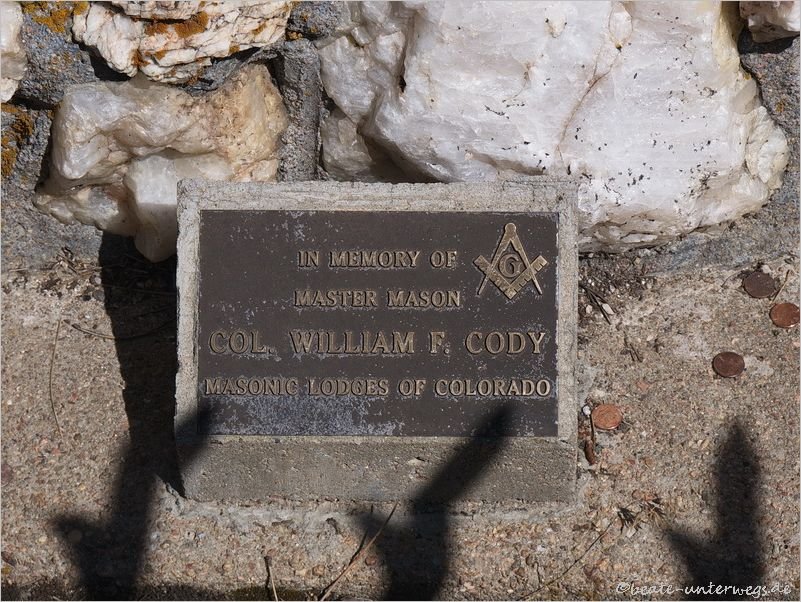 IN MEMORY OF
G
MASTER MASON
COL. WILLIAM F. CODY
MASONIC LODGES OF COLORADO
©beate-unterwegs.de